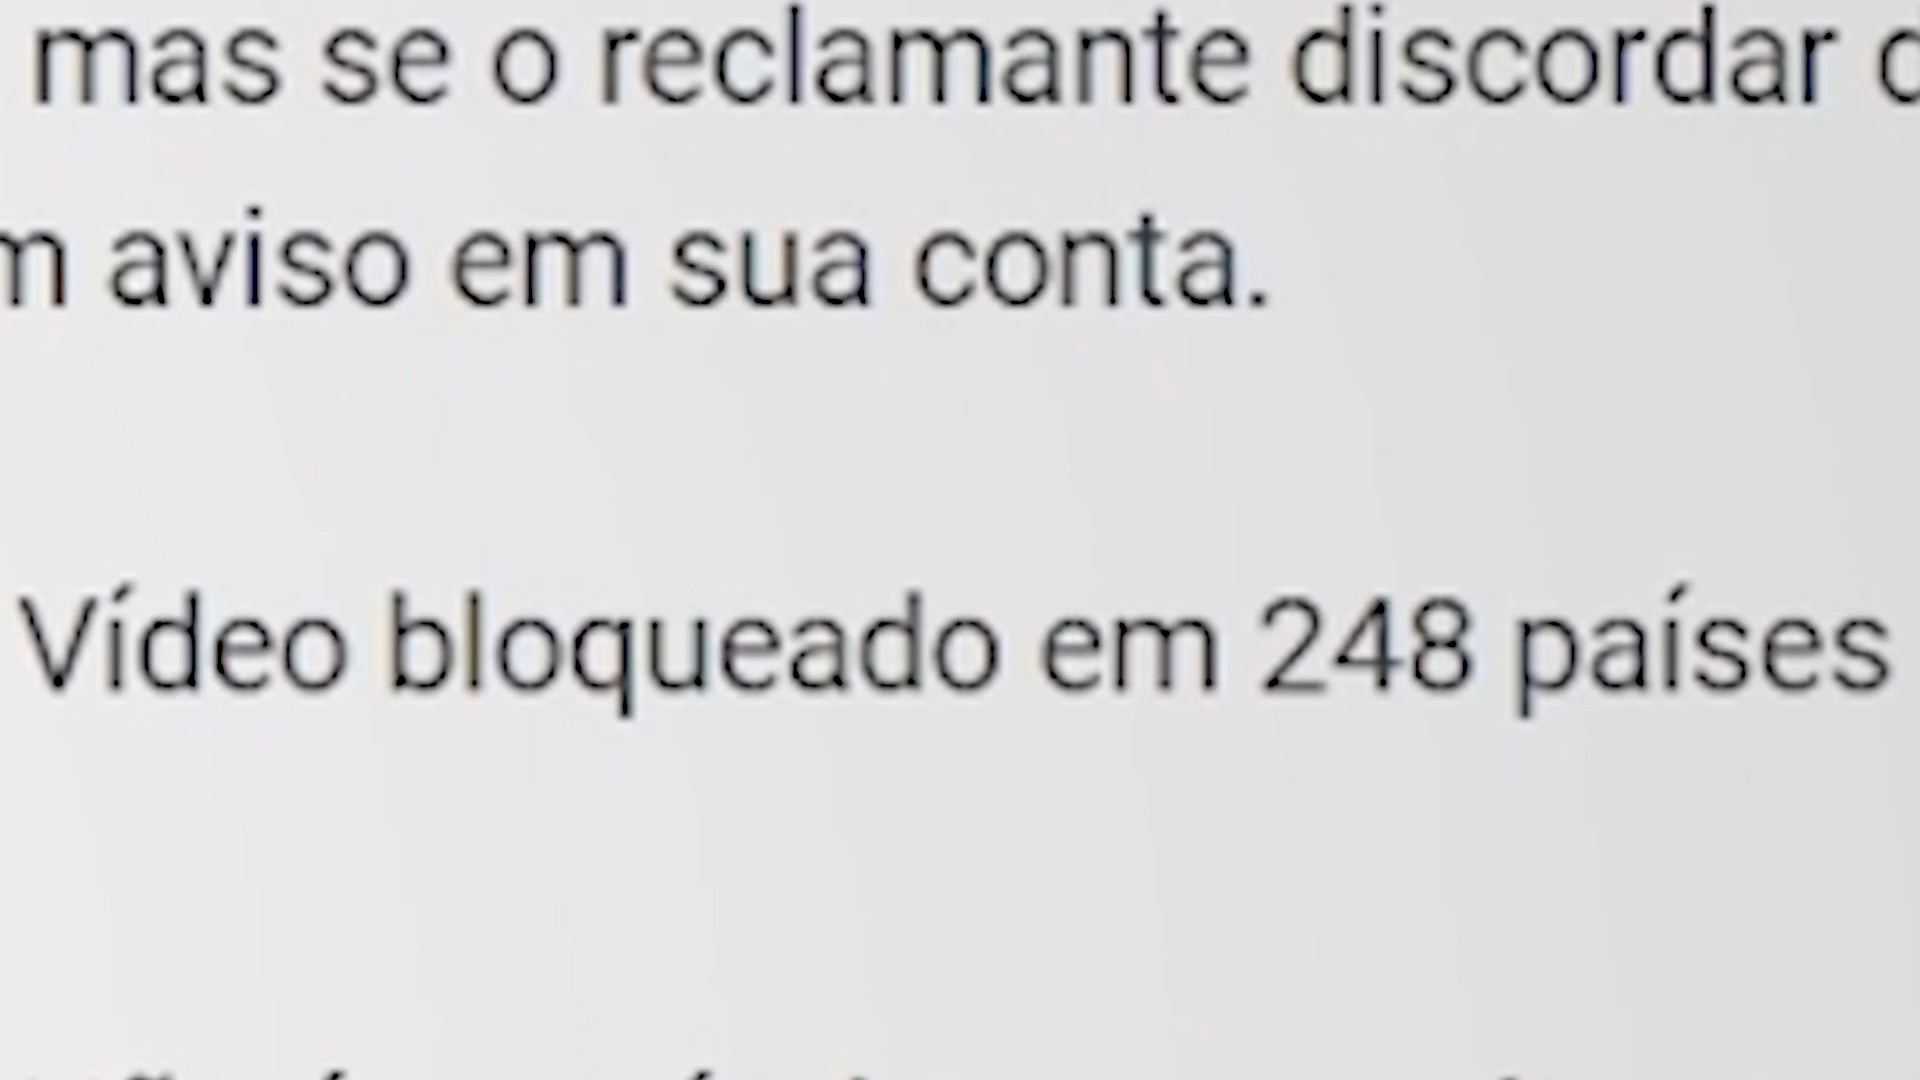 mas se o reclamante discordar
aviso em sua conta.
Vídeo bloqueado em 248 países